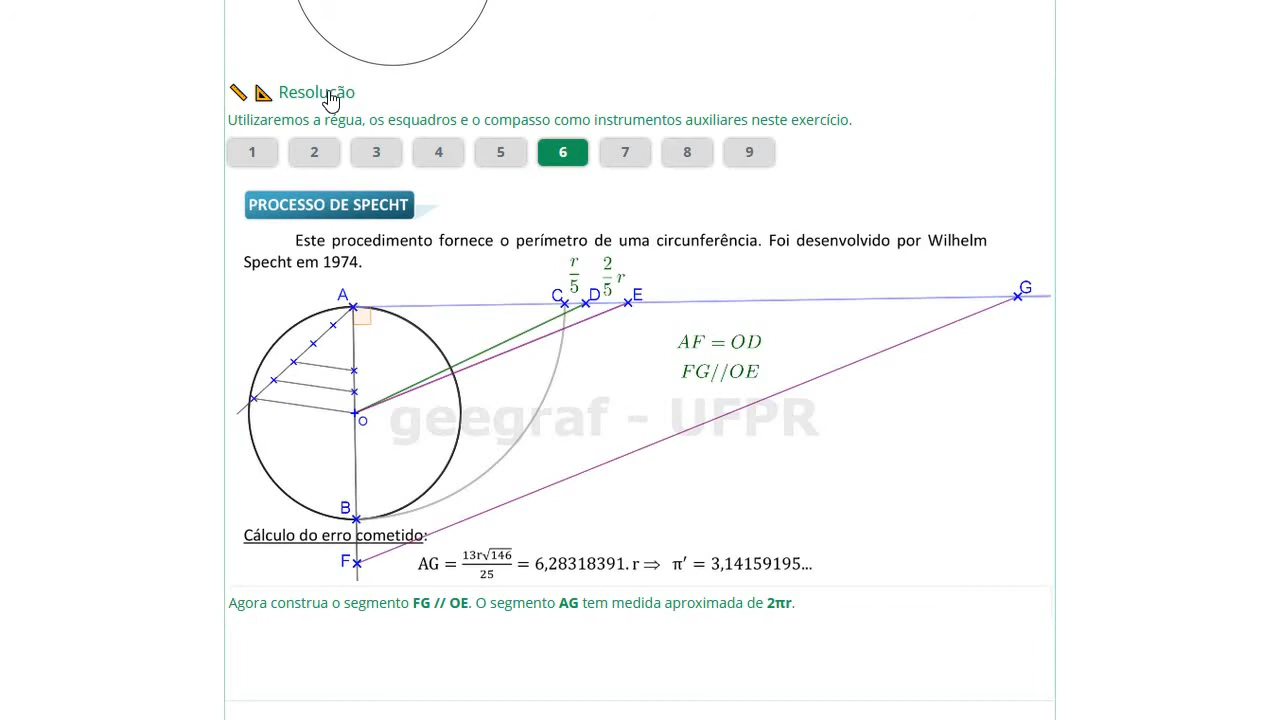 Resolução
Utilizaremos a régua, os esquadros e o compasso como instrumentos auxiliares neste exercício.
1 2 3 4 5 6 7 8 9
PROCESSO DE SPECHT
Este procedimento fornece o perímetro de uma circunferência. Foi desenvolvido por Wilhelm
Specht em 1974.
r/5 2/5 r
A C D E G
AF = OD
FG//OE
geegraf - UFPR
O
B
Cálculo do erro cometido:
F
AG = 13r√146/25 = 6,28318391.r ⇒ π′ = 3,14159195...
Agora construa o segmento FG // OE. O segmento AG tem medida aproximada de 2πr.